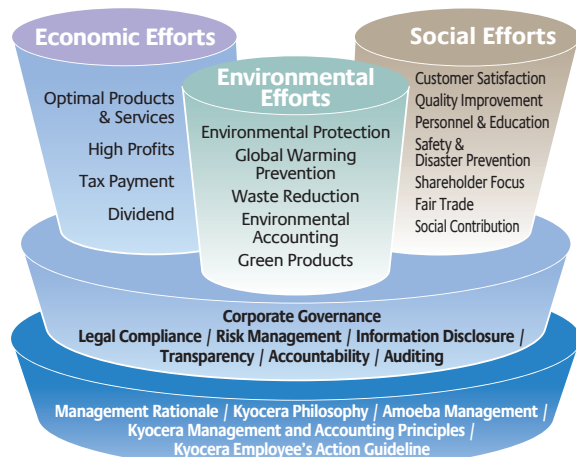 Economic Efforts
Optimal Products
& Services
High Profits
Tax Payment
Dividend
Environmental
Efforts
Environmental Protection
Global Warming
Prevention
Waste Reduction
Environmental
Accounting
Green Products
Social Efforts
Customer Satisfaction
Quality Improvement
Personnel & Education
Safety &
Disaster Prevention
Shareholder Focus
Fair Trade
Social Contribution
Corporate Governance
Legal Compliance / Risk Management / Information Disclosure /
Transparency / Accountability / Auditing
Management Rationale / Kyocera Philosophy / Amoeba Management /
Kyocera Management and Accounting Principles /
Kyocera Employee's Action Guideline